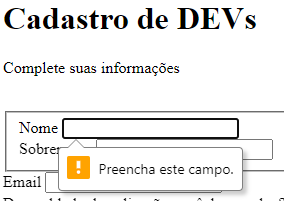 Cadastro de DEVs
Complete suas informações
Nome
Sobre
Preencha este campo.
Email